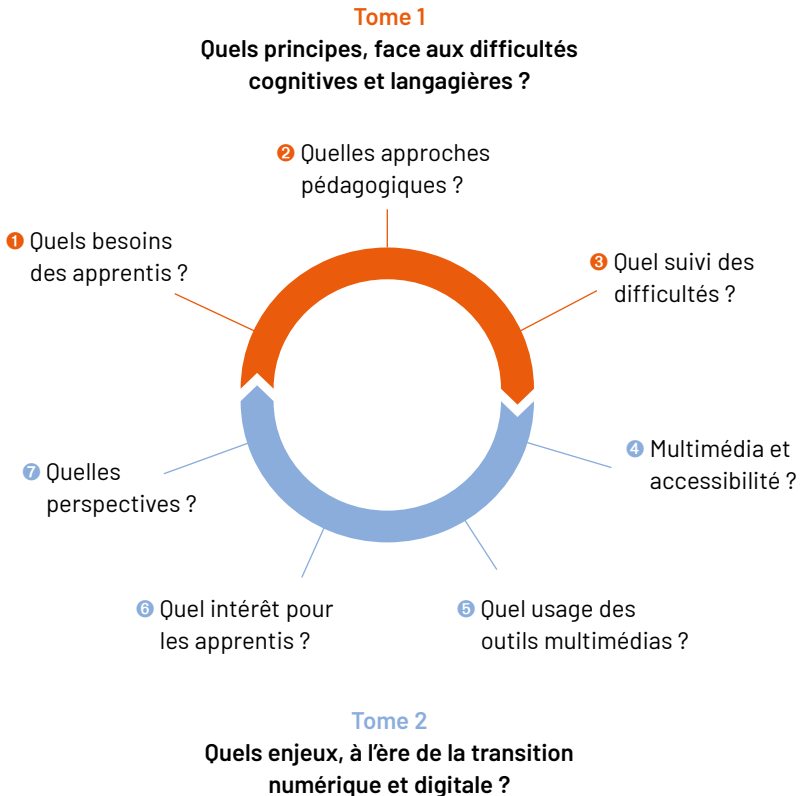 Tome 1
Quels principes, face aux difficultés
cognitives et langagières ?
❶ Quels besoins
des apprentis ?
❷ Quelles approches
pédagogiques ?
❸ Quel suivi des
difficultés ?
❹ Multimédia et
accessibilité ?
❺ Quel usage des
outils multimédias ?
❻ Quel intérêt pour
les apprentis ?
❼ Quelles
perspectives ?
Tome 2
Quels enjeux, à l'ère de la transition
numérique et digitale ?